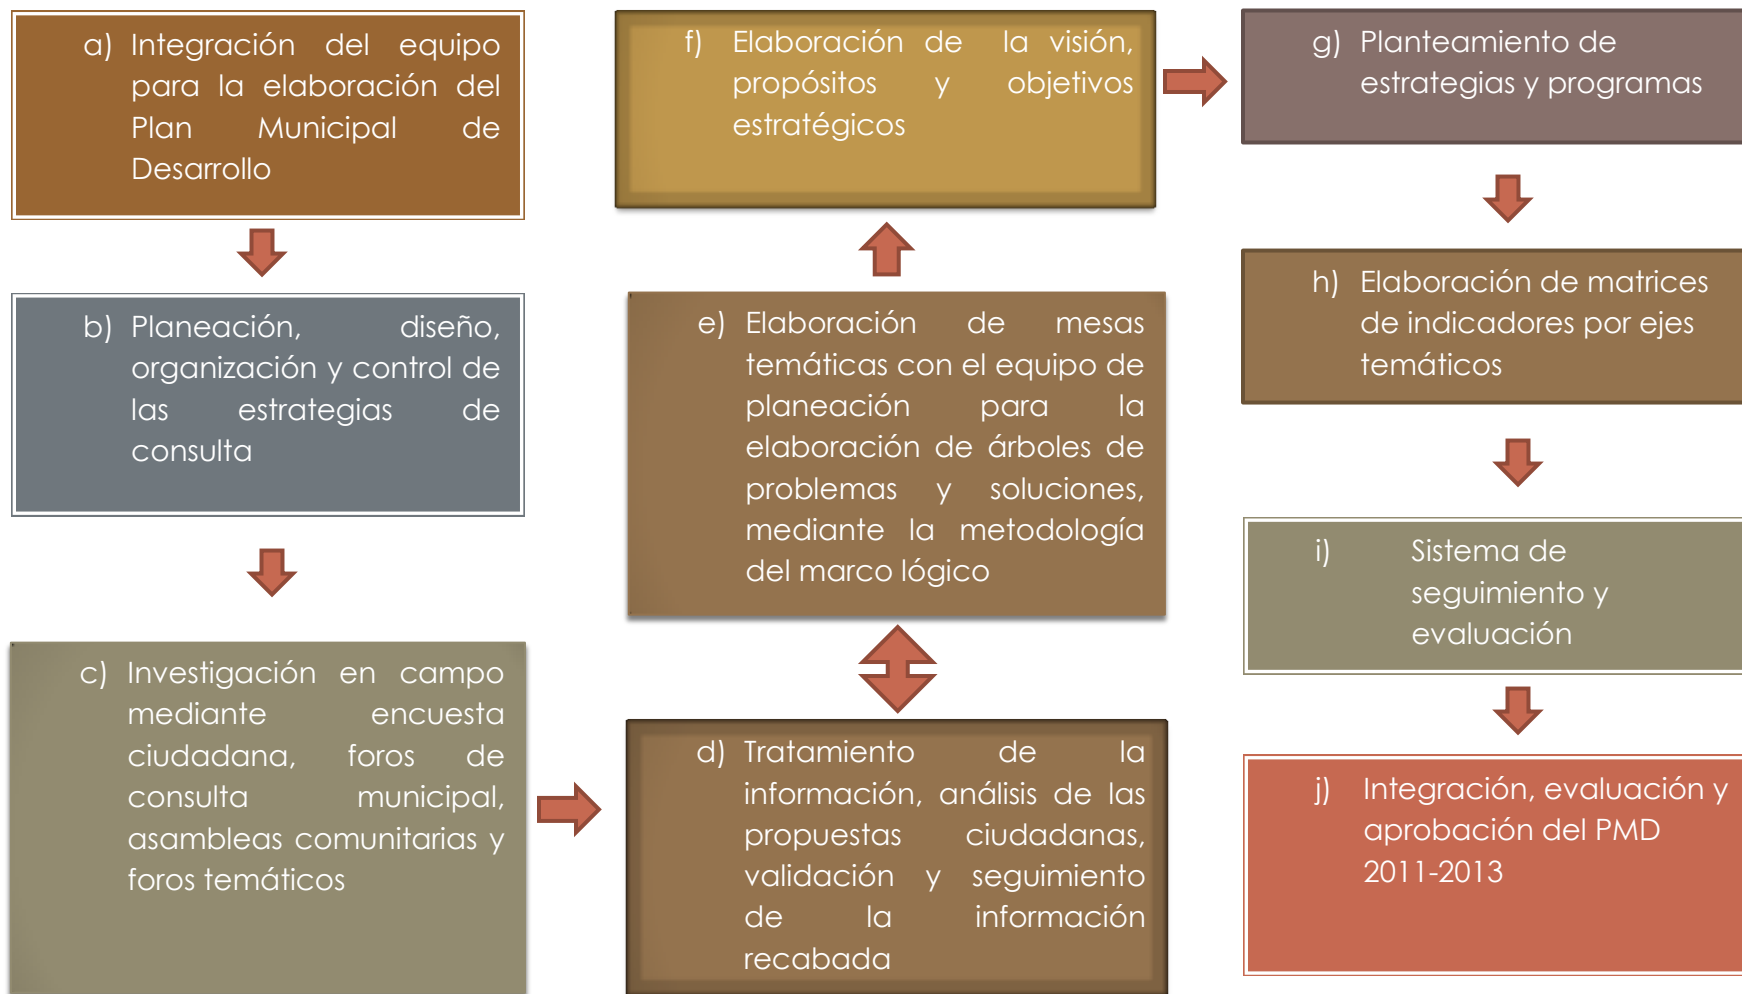 a) Integración del equipo
para la elaboración del
Plan Municipal de
Desarrollo
b) Planeación, diseño,
organización y control de
las estrategias de
consulta
c) Investigación en campo
mediante encuesta
ciudadana, foros de
consulta municipal,
asambleas comunitarias y
foros temáticos
d) Tratamiento de la
información, análisis de las
propuestas ciudadanas,
validación y seguimiento
de la información
recabada
e) Elaboración de mesas
temáticas con el equipo de
planeación para la
elaboración de árboles de
problemas y soluciones,
mediante la metodología
del marco lógico
f) Elaboración de la visión,
propósitos y objetivos
estratégicos
g) Planteamiento de
estrategias y programas
h) Elaboración de matrices
de indicadores por ejes
temáticos
i) Sistema de
seguimiento y
evaluación
j) Integración, evaluación y
aprobación del PMD
2011-2013